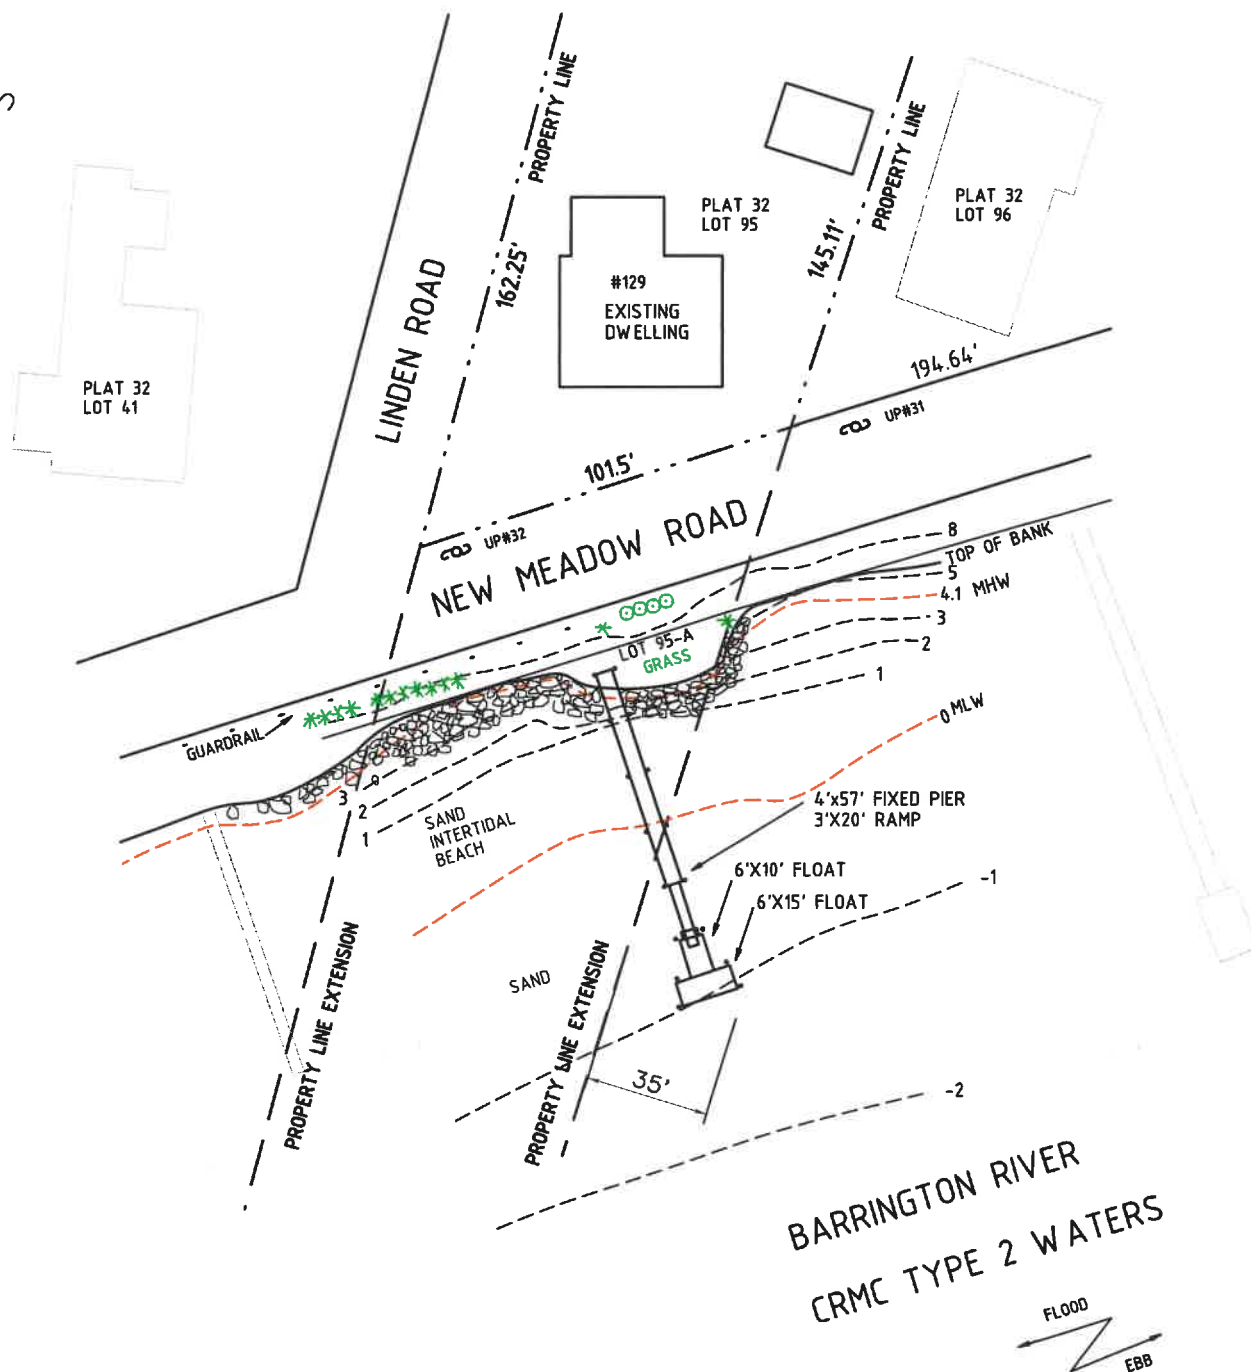 PROPERTY LINE
162.25'
LINDEN ROAD
PLAT 32
LOT 41
PLAT 32
LOT 95
#129
EXISTING
DWELLING
145.11'
PROPERTY LINE
PLAT 32
LOT 96
194.64'
UP#31
101.5'
UP#32
NEW MEADOW ROAD
8
TOP OF BANK
5
4.1 MHW
3
2
1
0 MLW
LOT 95-A
GRASS
GUARDRAIL
3
2
1
SAND
INTERTIDAL
BEACH
4'x57' FIXED PIER
3'X20' RAMP
6'X10' FLOAT
6'X15' FLOAT
-1
SAND
PROPERTY LINE EXTENSION
PROPERTY LINE EXTENSION
35'
-2
BARRINGTON RIVER
CRMC TYPE 2 WATERS
FLOOD
EBB